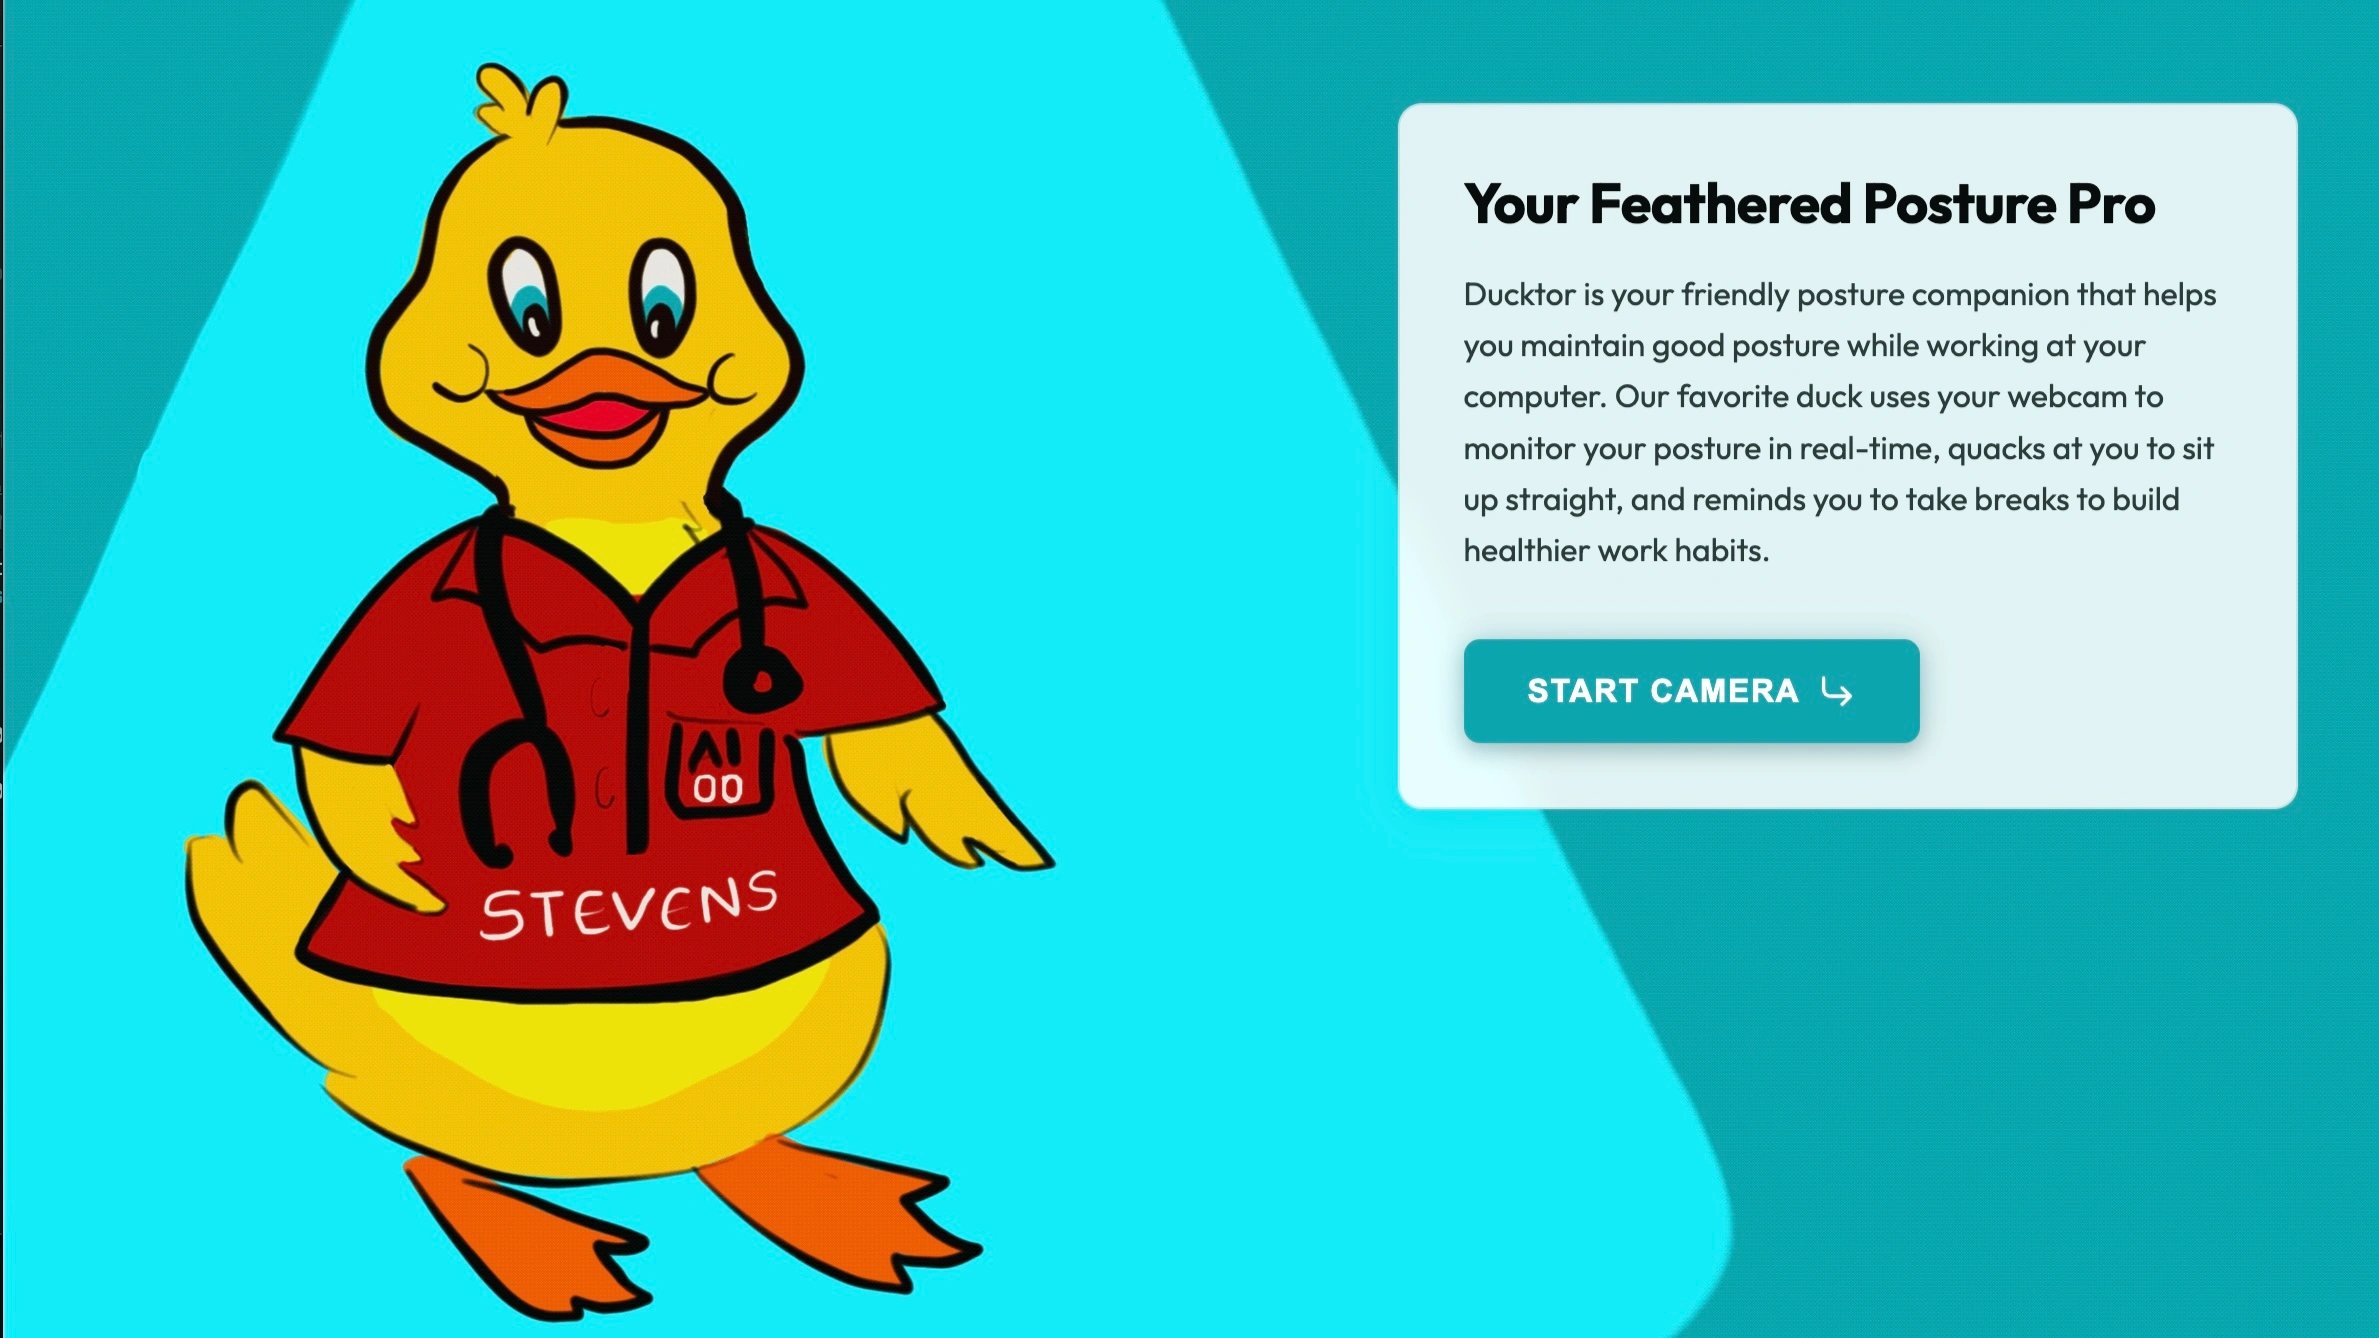 Your Feathered Posture Pro
Ducktor is your friendly posture companion that helps
you maintain good posture while working at your
computer. Our favorite duck uses your webcam to
monitor your posture in real-time, quacks at you to sit
up straight, and reminds you to take breaks to build
healthier work habits.
START CAMERA
AI
00
STEVENS